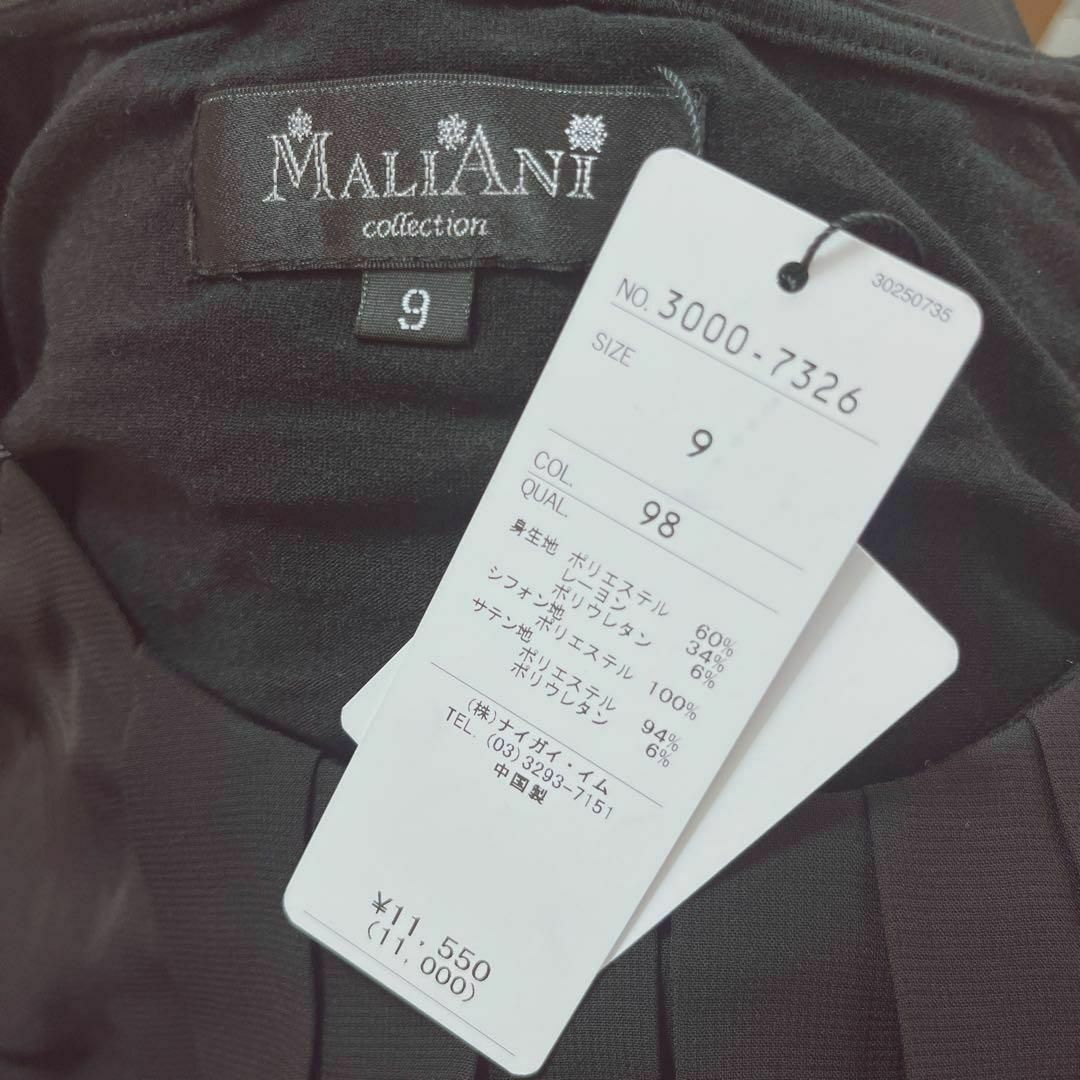 MALIANI
collection
9
30250735
NO. 3000-7326
SIZE
9
COL. 98
QUAL.
身生地 ポリエステル 60%
レーヨン 34%
ポリウレタン 6%
シフォン地
ポリエステル 100%
サテン地
ポリエステル 94%
ポリウレタン 6%
(株)ナイガイ・イム
TEL. (03)3293-7151
中国製
¥11,550
(11,000)